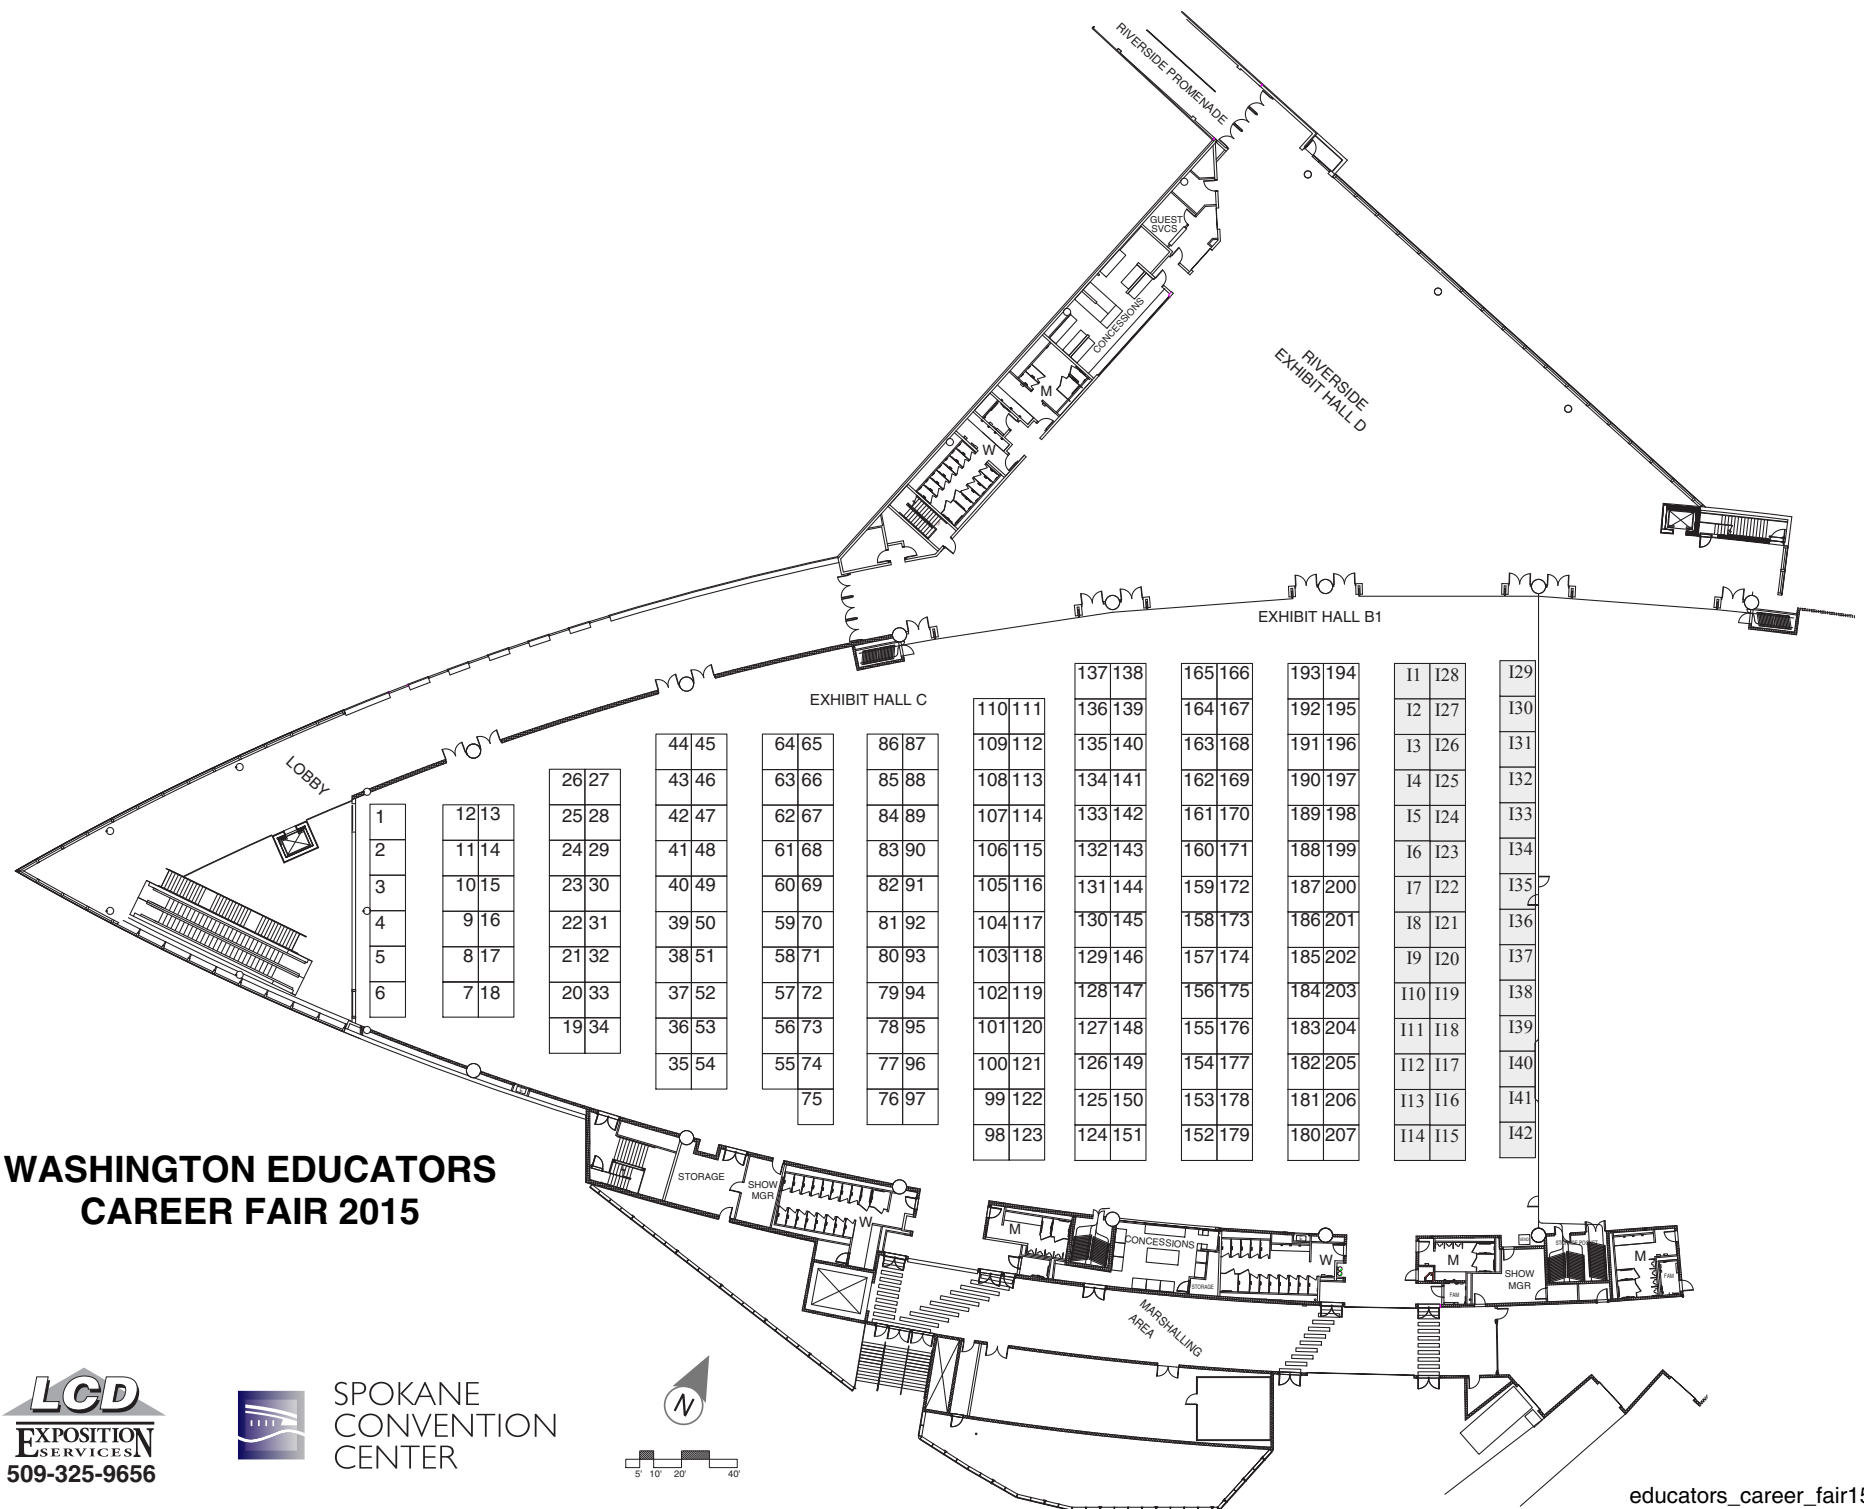 RIVERSIDE PROMENADE
GUEST
SVCS
CONCESSIONS
M
W
RIVERSIDE
EXHIBIT HALL D
EXHIBIT HALL B1
EXHIBIT HALL C
LOBBY
137 138 165 166 193 194 I1 I28 I29
110 111 136 139 164 167 192 195 I2 I27 I30
44 45 64 65 86 87 109 112 135 140 163 168 191 196 I3 I26 I31
26 27 43 46 63 66 85 88 108 113 134 141 162 169 190 197 I4 I25 I32
1 12 13 25 28 42 47 62 67 84 89 107 114 133 142 161 170 189 198 I5 I24 I33
2 11 14 24 29 41 48 61 68 83 90 106 115 132 143 160 171 188 199 I6 I23 I34
3 10 15 23 30 40 49 60 69 82 91 105 116 131 144 159 172 187 200 I7 I22 I35
4 9 16 22 31 39 50 59 70 81 92 104 117 130 145 158 173 186 201 I8 I21 I36
5 8 17 21 32 38 51 58 71 80 93 103 118 129 146 157 174 185 202 I9 I20 I37
6 7 18 20 33 37 52 57 72 79 94 102 119 128 147 156 175 184 203 I10 I19 I38
19 34 36 53 56 73 78 95 101 120 127 148 155 176 183 204 I11 I18 I39
35 54 55 74 77 96 100 121 126 149 154 177 182 205 I12 I17 I40
75 76 97 99 122 125 150 153 178 181 206 I13 I16 I41
98 123 124 151 152 179 180 207 I14 I15 I42
WASHINGTON EDUCATORS
CAREER FAIR 2015
STORAGE
SHOW
MGR
W
M
CONCESSIONS
STORAGE
W
M
FAM
SHOW
MGR
M
FAM
MARSHALLING
AREA
LCD
EXPOSITION
SERVICES
509-325-9656
SPOKANE
CONVENTION
CENTER
N
5' 10' 20' 40'
educators_career_fair15